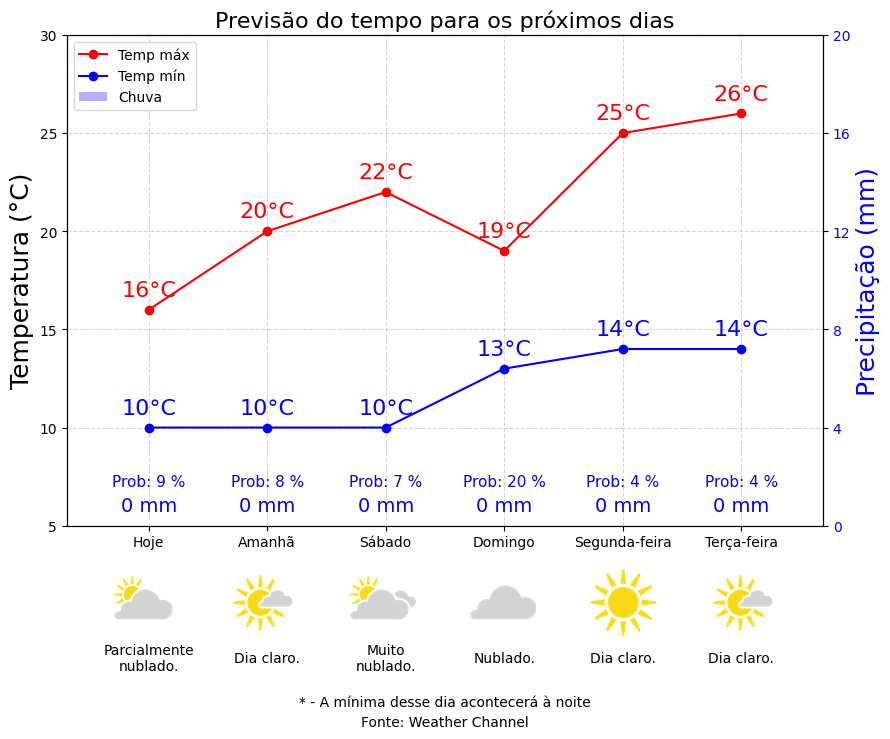 Previsão do tempo para os próximos dias
Temp máx
Temp mín
Chuva
Temperatura (°C)
30
25
20
15
10
5
Precipitação (mm)
20
16
12
8
4
0
16°C
20°C
22°C
19°C
25°C
26°C
10°C
10°C
10°C
13°C
14°C
14°C
Prob: 9 % Prob: 8 % Prob: 7 % Prob: 20 % Prob: 4 % Prob: 4 %
0 mm 0 mm 0 mm 0 mm 0 mm 0 mm
Hoje Amanhã Sábado Domingo Segunda-feira Terça-feira
Parcialmente
nublado.
Dia claro.
Muito
nublado.
Nublado.
Dia claro.
Dia claro.
* - A mínima desse dia acontecerá à noite
Fonte: Weather Channel